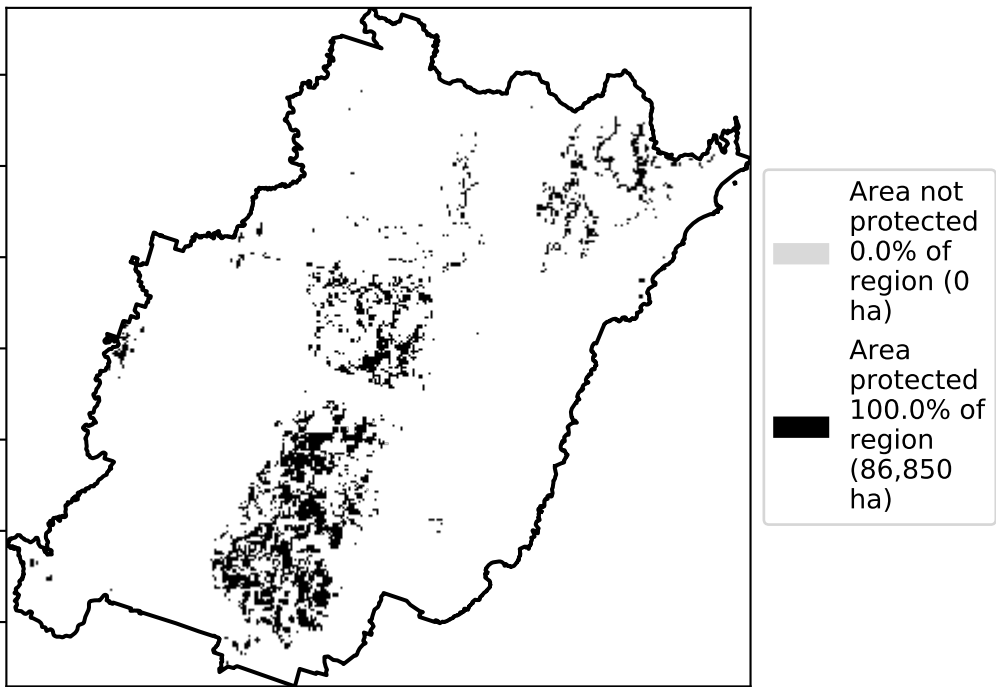 Area not
protected
0.0% of
region (0
ha)
Area
protected
100.0% of
region
(86,850
ha)